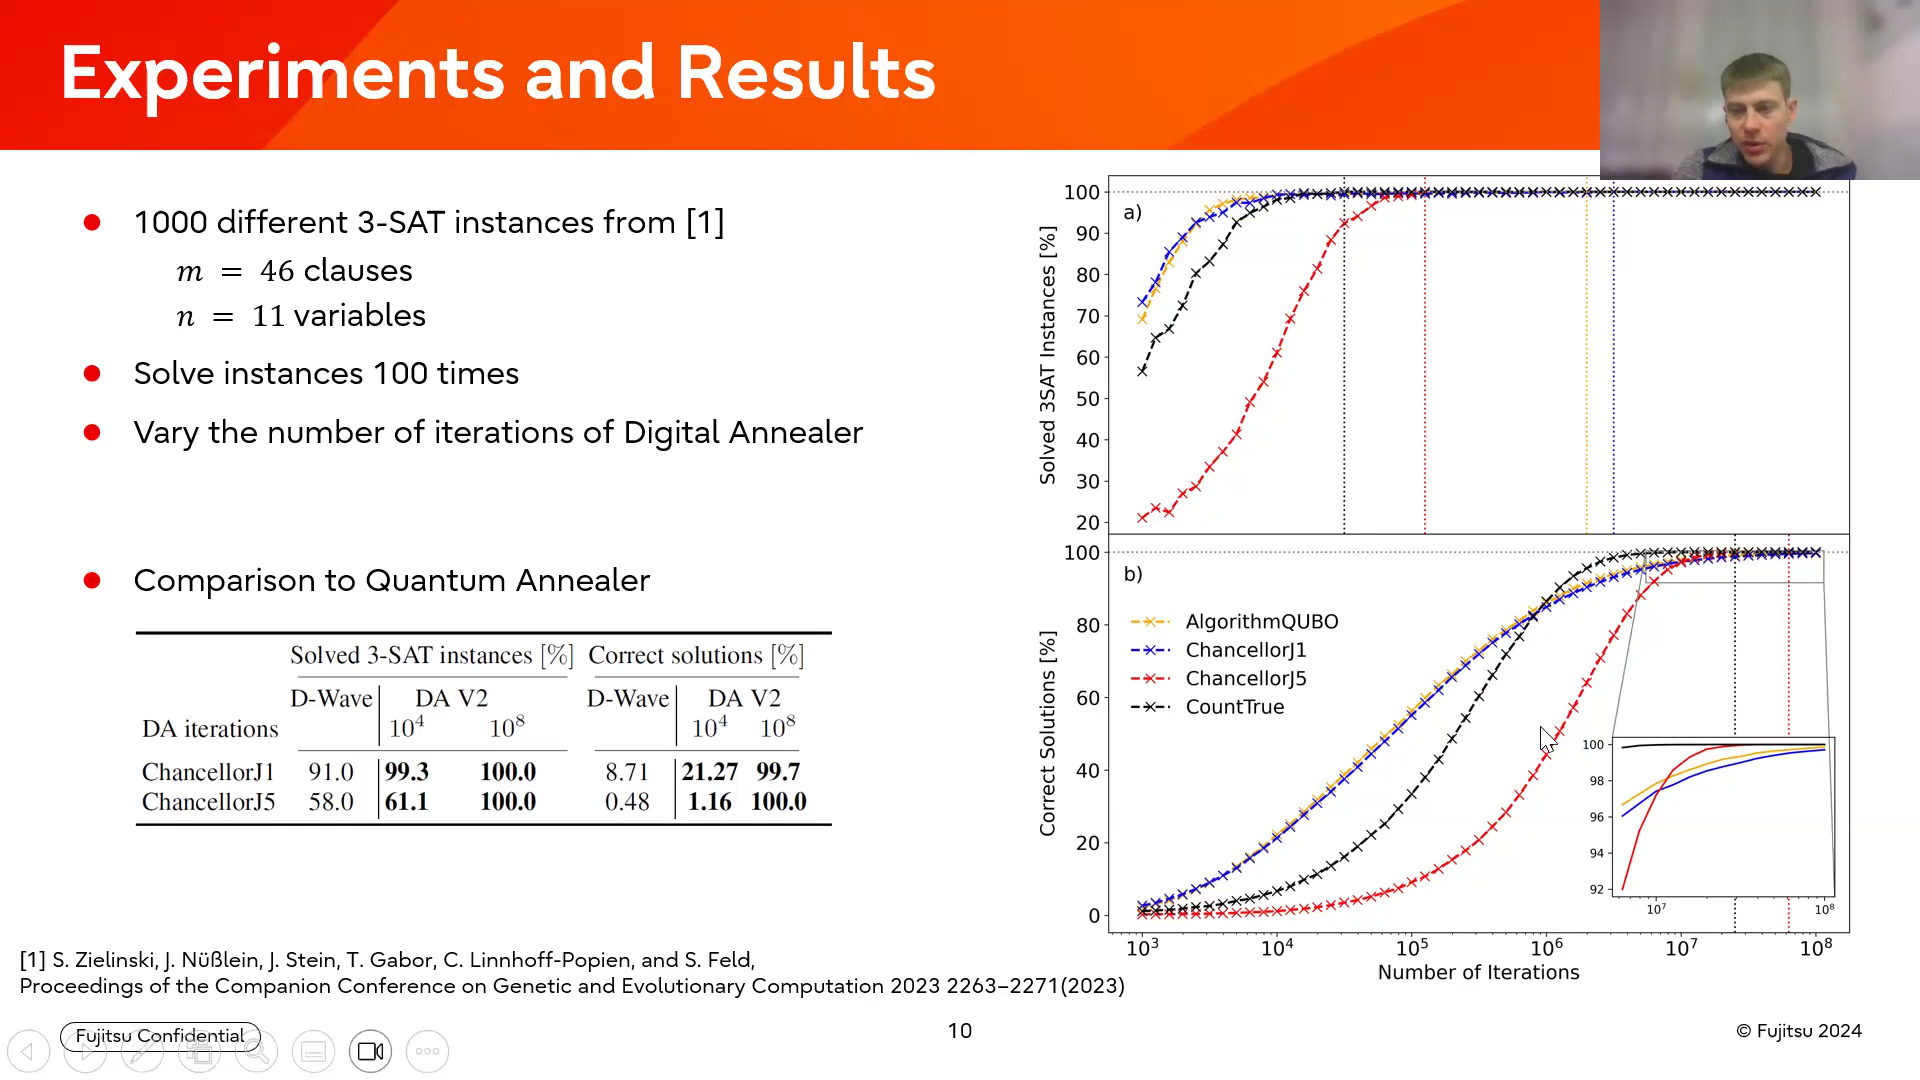 Experiments and Results
1000 different 3-SAT instances from [1]
m = 46 clauses
n = 11 variables
Solve instances 100 times
Vary the number of iterations of Digital Annealer
Comparison to Quantum Annealer
Solved 3-SAT instances [%] Correct solutions [%]
D-Wave DA V2 D-Wave DA V2
DA iterations 10⁴ 10⁸ 10⁴ 10⁸
ChancellorJ1 91.0 99.3 100.0 8.71 21.27 99.7
ChancellorJ5 58.0 61.1 100.0 0.48 1.16 100.0
[1] S. Zielinski, J. Nüßlein, J. Stein, T. Gabor, C. Linnhoff-Popien, and S. Feld,
Proceedings of the Companion Conference on Genetic and Evolutionary Computation 2023 2263–2271(2023)
Solved 3SAT Instances [%]
100
90
80
70
60
50
40
30
20
a)
Correct Solutions [%]
100
80
60
40
20
0
b)
AlgorithmQUBO
ChancellorJ1
ChancellorJ5
CountTrue
100
98
96
94
92
10⁷ 10⁸
10³ 10⁴ 10⁵ 10⁶ 10⁷ 10⁸
Number of Iterations
Fujitsu Confidential
10
© Fujitsu 2024